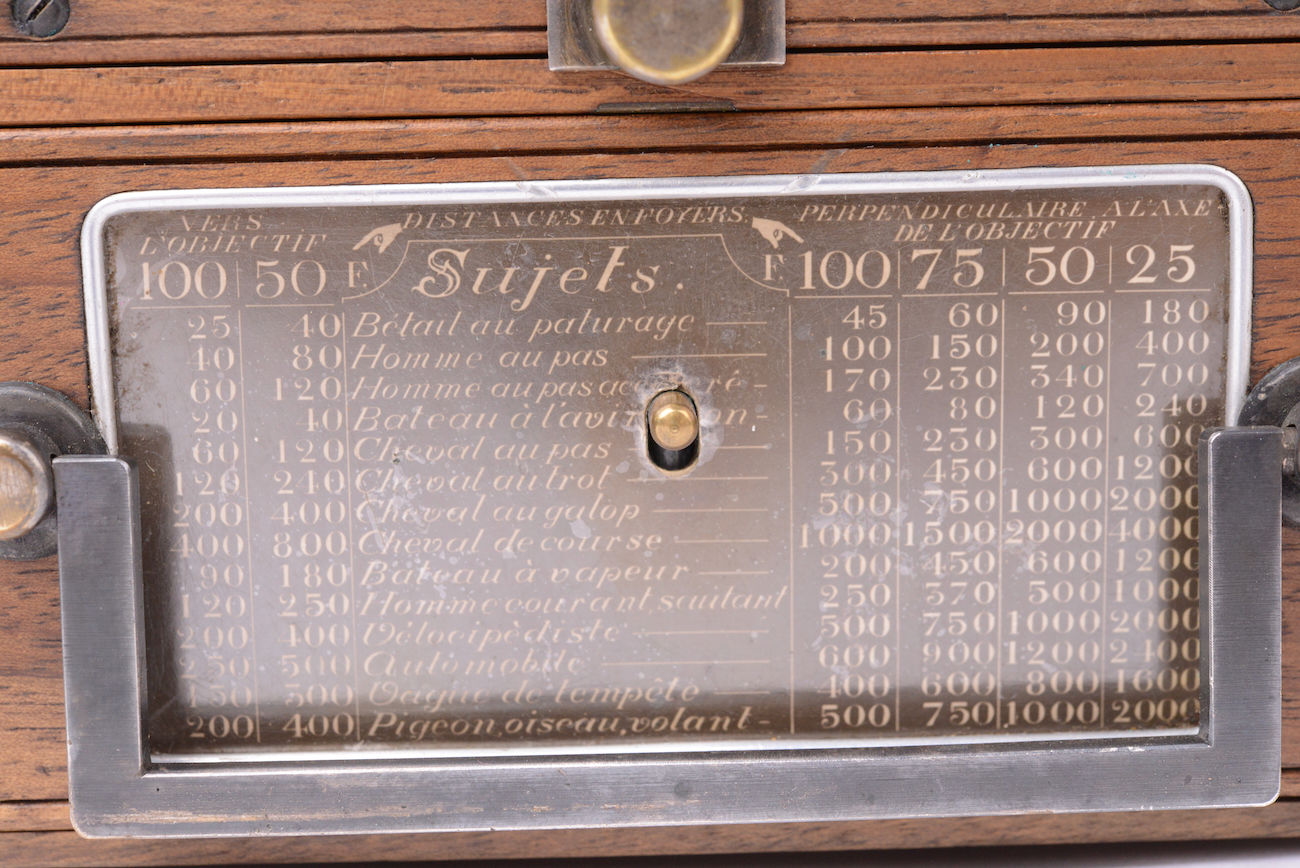 VERS DISTANCES EN FOYERS. PERPENDICULAIRE A L'AXE
L'OBJECTIF DE L'OBJECTIF
100 50 F. Sujets. F. 100 75 50 25
25 40 Bétail au paturage 45 60 90 180
40 80 Homme au pas 100 150 200 400
60 120 Homme au pas 170 230 340 700
20 40 Bateau à 60 80 120 240
60 120 Cheval au pas 150 230 300 600
120 240 Cheval au trot 300 450 600 1200
200 400 Cheval au galop 500 750 1000 2000
400 800 Cheval de course 1000 1500 2000 4000
90 180 Bateau à vapeur 200 450 600 1200
120 250 Homme courant, sautant 250 370 500 1000
200 400 Vélocipèdiste 500 750 1000 2000
250 500 Automobile 600 900 1200 2400
150 300 Vague de tempête 400 600 800 1600
200 400 Pigeon, oiseau, volant 500 750 1000 2000